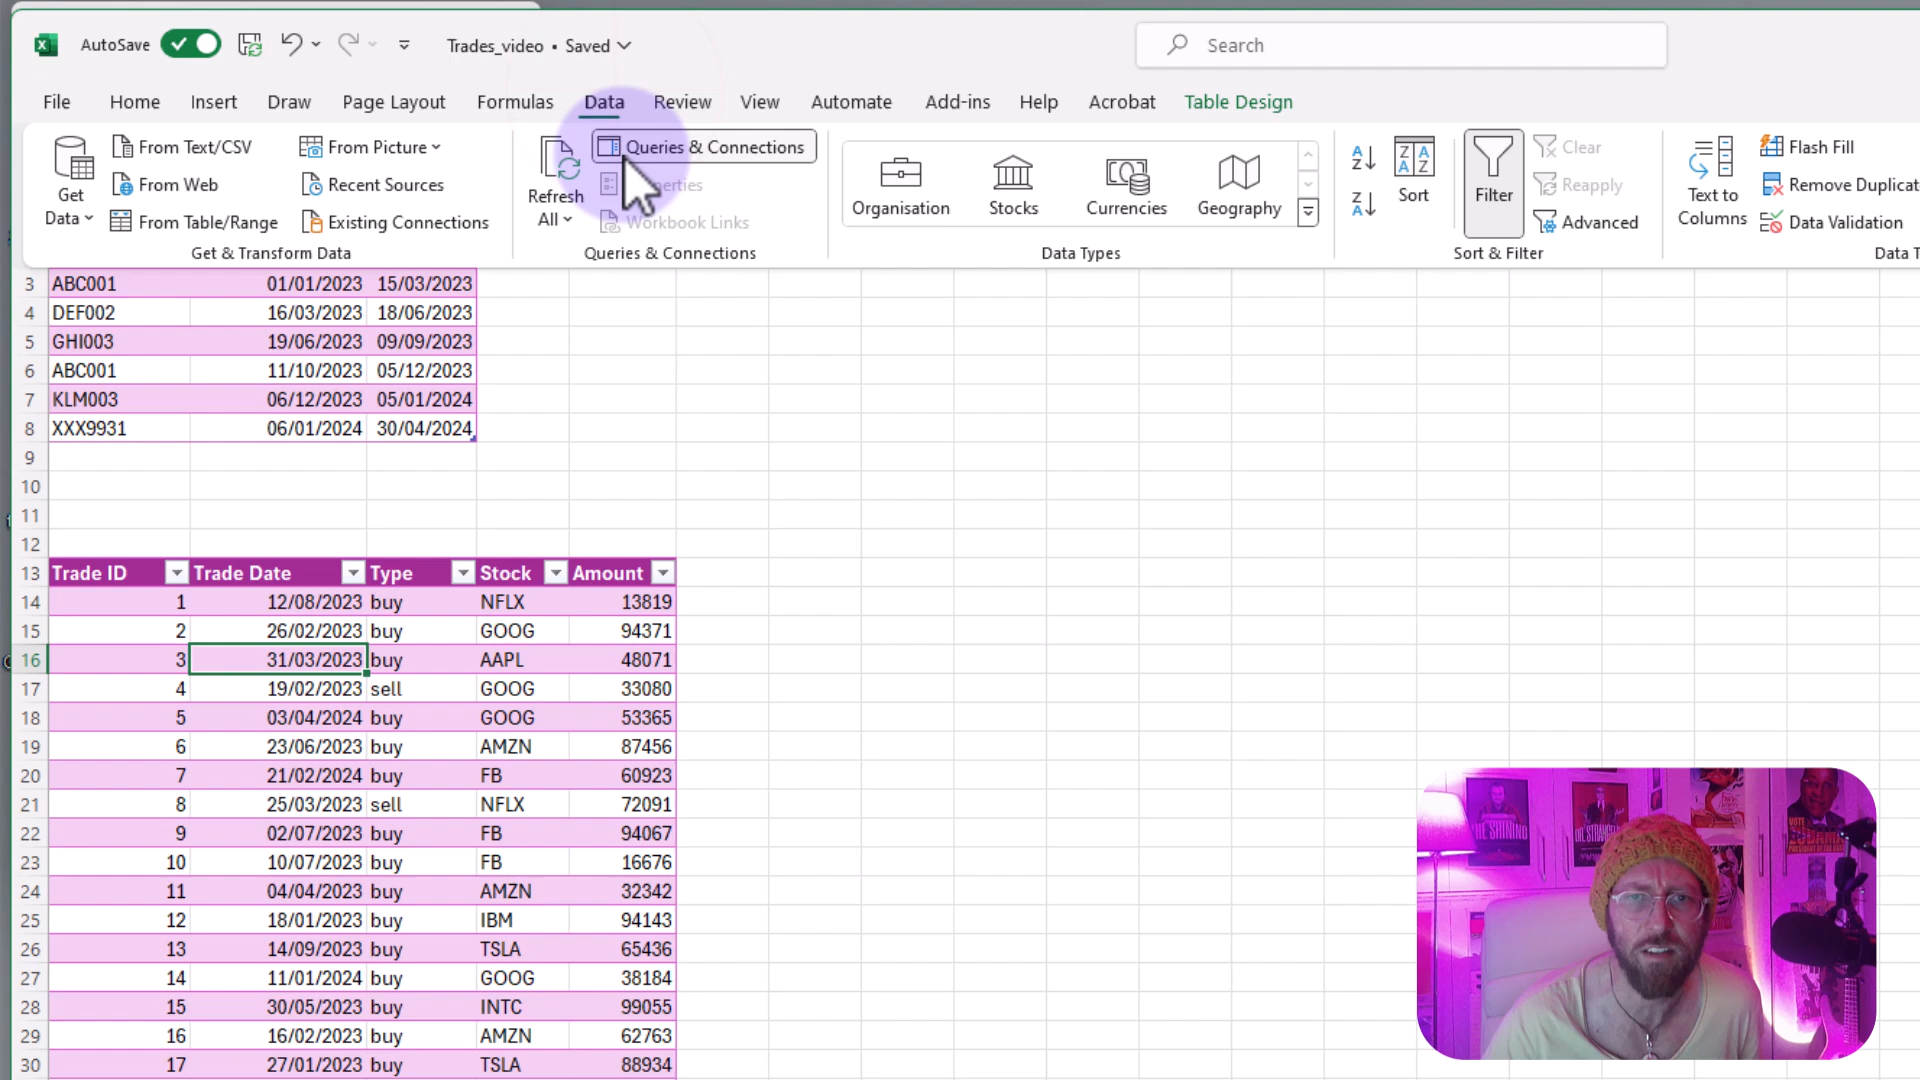 AutoSave Trades_video • Saved Search
File Home Insert Draw Page Layout Formulas Data Review View Automate Add-ins Help Acrobat Table Design
Get Data
From Text/CSV
From Web
From Table/Range
From Picture
Recent Sources
Existing Connections
Get & Transform Data
Refresh All
Queries & Connections
Workbook Links
Queries & Connections
Organisation Stocks Currencies Geography
Data Types
Sort
Filter
Clear
Reapply
Advanced
Sort & Filter
Text to Columns
Flash Fill
Remove Duplicat
Data Validation
Data T
3 ABC001 01/01/2023 15/03/2023
4 DEF002 16/03/2023 18/06/2023
5 GHI003 19/06/2023 09/09/2023
6 ABC001 11/10/2023 05/12/2023
7 KLM003 06/12/2023 05/01/2024
8 XXX9931 06/01/2024 30/04/2024
9
10
11
12
13 Trade ID Trade Date Type Stock Amount
14 1 12/08/2023 buy NFLX 13819
15 2 26/02/2023 buy GOOG 94371
16 3 31/03/2023 buy AAPL 48071
17 4 19/02/2023 sell GOOG 33080
18 5 03/04/2024 buy GOOG 53365
19 6 23/06/2023 buy AMZN 87456
20 7 21/02/2024 buy FB 60923
21 8 25/03/2023 sell NFLX 72091
22 9 02/07/2023 buy FB 94067
23 10 10/07/2023 buy FB 16676
24 11 04/04/2023 buy AMZN 32342
25 12 18/01/2023 buy IBM 94143
26 13 14/09/2023 buy TSLA 65436
27 14 11/01/2024 buy GOOG 38184
28 15 30/05/2023 buy INTC 99055
29 16 16/02/2023 buy AMZN 62763
30 17 27/01/2023 buy TSLA 88934
SHINING
VOTE